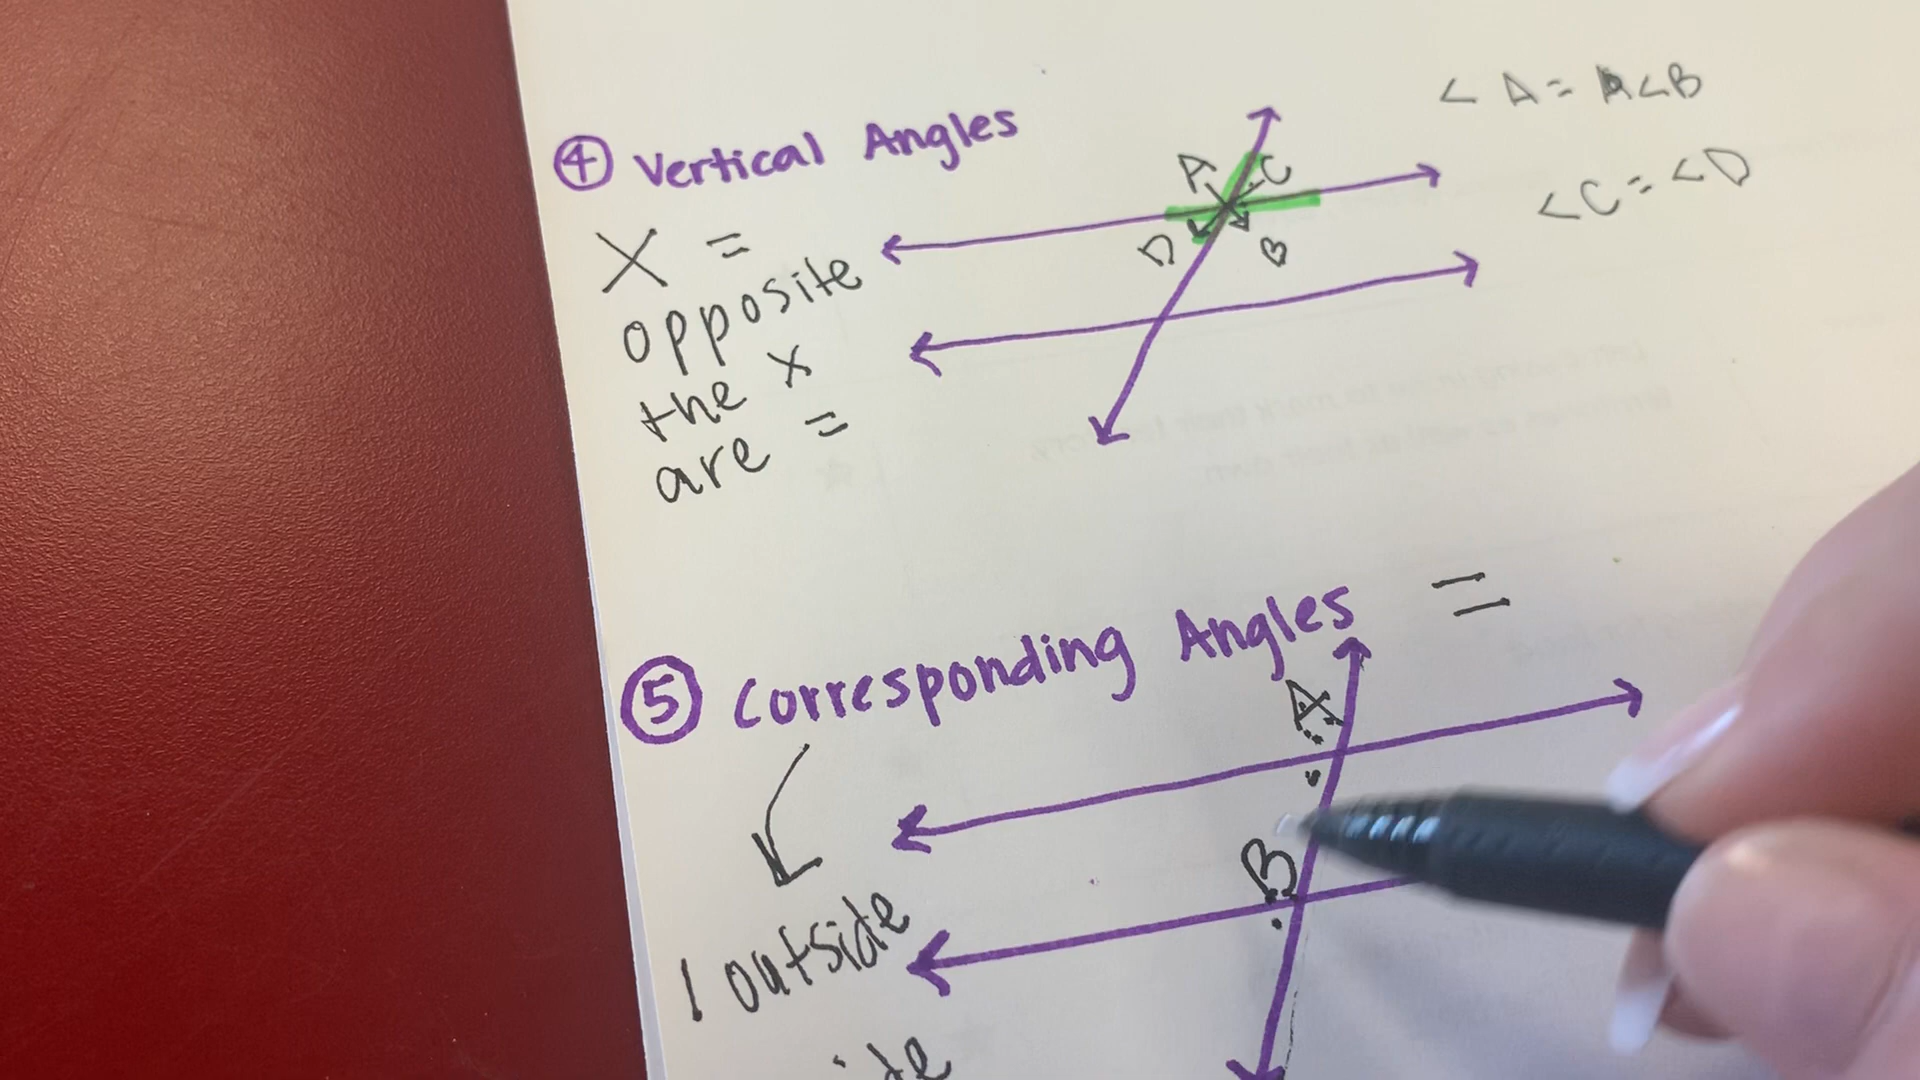 ④ Vertical Angles
X =
opposite
the x
are =
A C
D B
< A = <B
<C = <D
⑤ Corresponding Angles =
A
B
1 outside